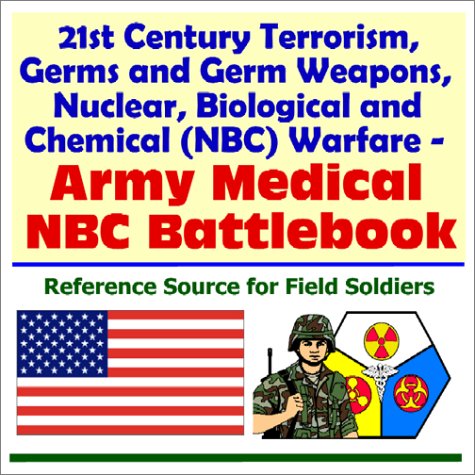 21st Century Terrorism,
Germs and Germ Weapons,
Nuclear, Biological and
Chemical (NBC) Warfare -
Army Medical
NBC Battlebook
Reference Source for Field Soldiers